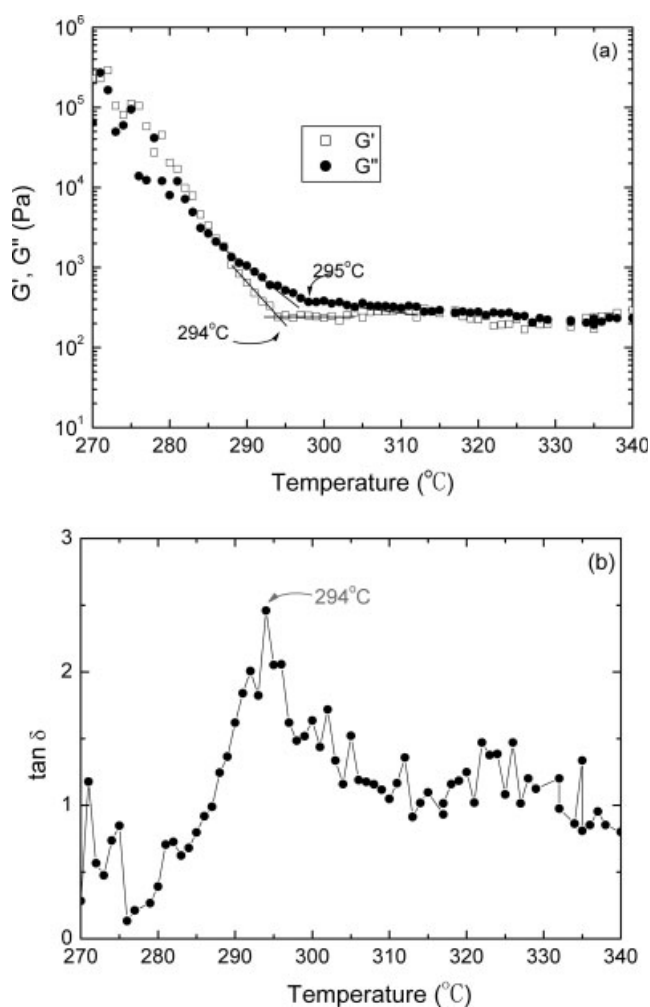 10⁶
(a)
10⁵
G'
G"
10⁴
G', G" (Pa)
10³
295°C
294°C
10²
10¹
270 280 290 300 310 320 330 340
Temperature (°C)
3
(b)
294°C
2
tan δ
1
0
270 280 290 300 310 320 330 340
Temperature (°C)